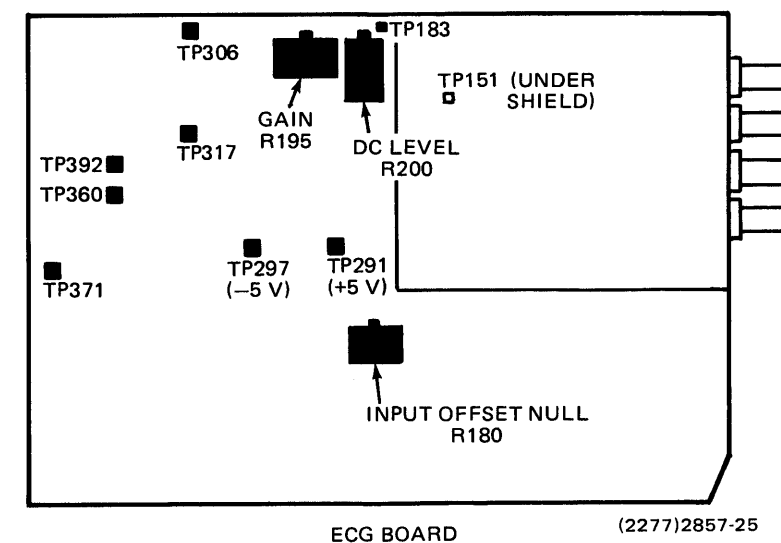 TP306
TP183
TP151 (UNDER
SHIELD)
GAIN
R195
TP317
DC LEVEL
R200
TP392
TP360
TP297
(–5 V)
TP291
(+5 V)
TP371
INPUT OFFSET NULL
R180
ECG BOARD
(2277)2857-25